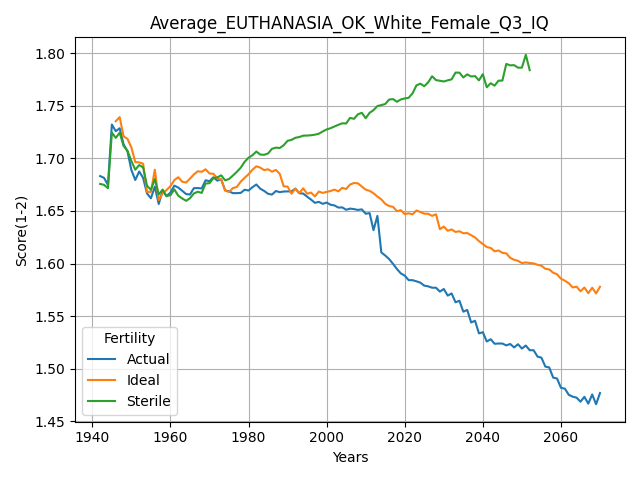 Average_EUTHANASIA_OK_White_Female_Q3_IQ
Score(1-2)
1.80
1.75
1.70
1.65
1.60
1.55
1.50
1.45
Fertility
Actual
Ideal
Sterile
1940 1960 1980 2000 2020 2040 2060
Years